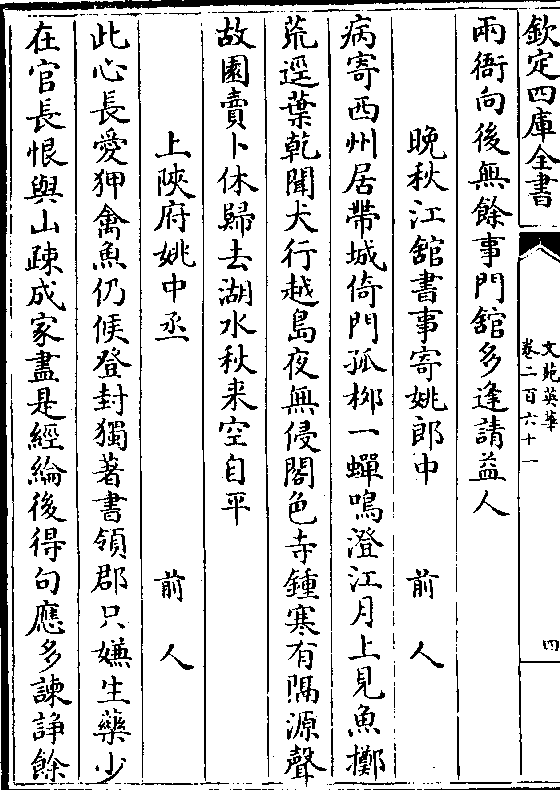 欽定四庫全書
文苑英華
卷二百六十一
四
兩衙向後無餘事門舘多逢請益人
晚秋江舘書事寄姚郎中 前人
病寄西州居帶城倚門孤栁一蟬鳴澄江月上見魚擲
荒逕葉乾聞犬行越島夜無侵閣色寺鍾寒有隔源聲
故園賣卜休歸去湖水秋来空自平
上陜府姚中丞 前人
此心長愛狎禽魚仍候登封獨著書領郡只嫌生藥少
在官長恨與山疎成家盡是經綸後得句應多諫諍餘